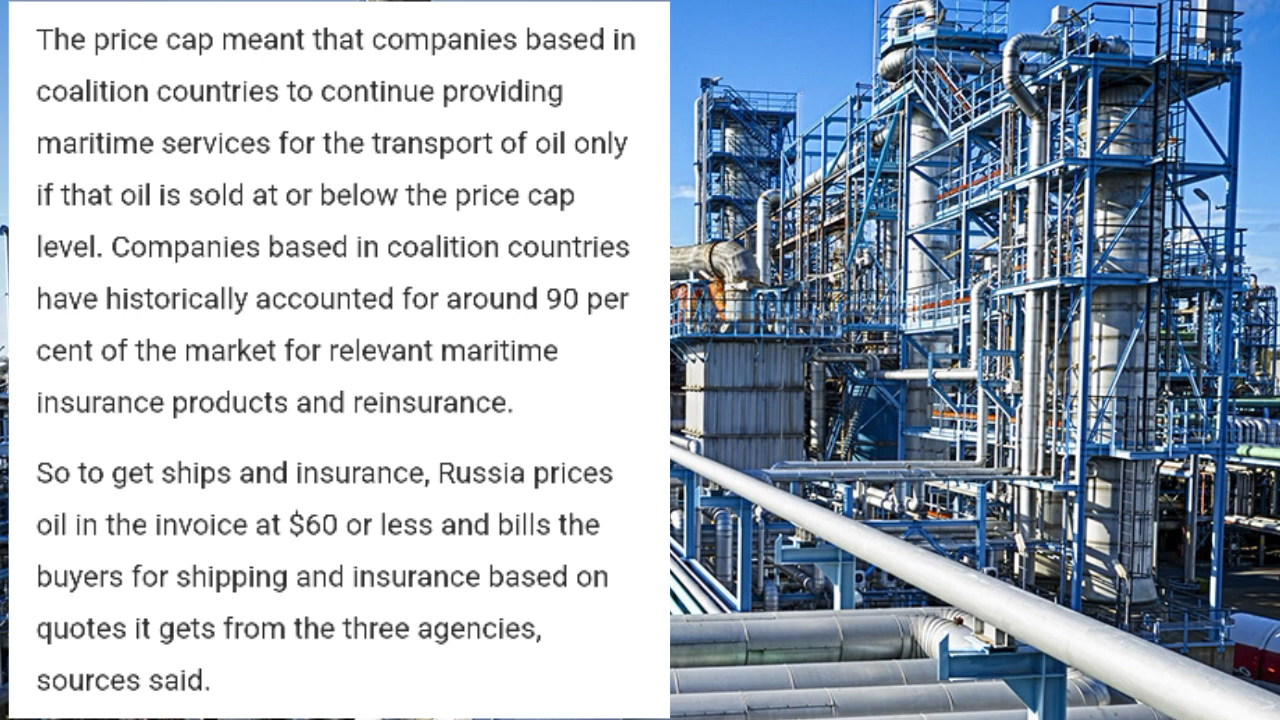 The price cap meant that companies based in
coalition countries to continue providing
maritime services for the transport of oil only
if that oil is sold at or below the price cap
level. Companies based in coalition countries
have historically accounted for around 90 per
cent of the market for relevant maritime
insurance products and reinsurance.
So to get ships and insurance, Russia prices
oil in the invoice at $60 or less and bills the
buyers for shipping and insurance based on
quotes it gets from the three agencies,
sources said.